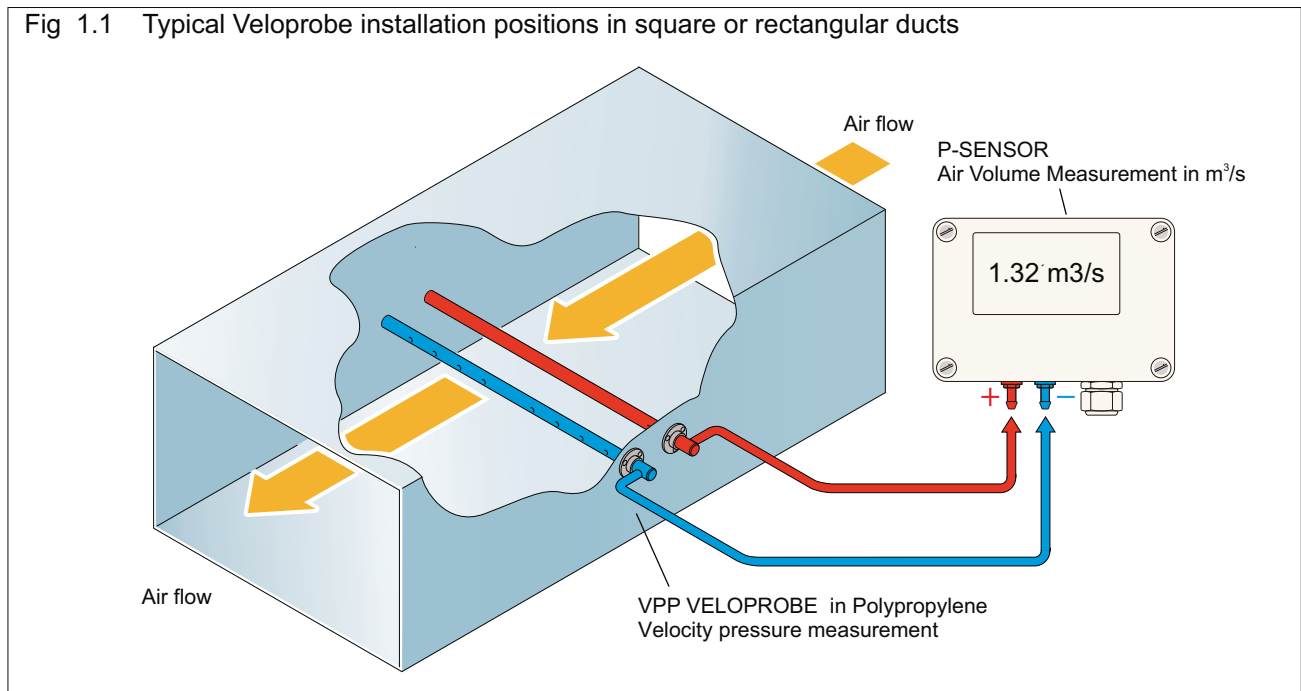 Fig 1.1 Typical Veloprobe installation positions in square or rectangular ducts
Air flow
P-SENSOR
Air Volume Measurement in m³/s
1.32 m3/s
+ −
Air flow
VPP VELOPROBE in Polypropylene
Velocity pressure measurement